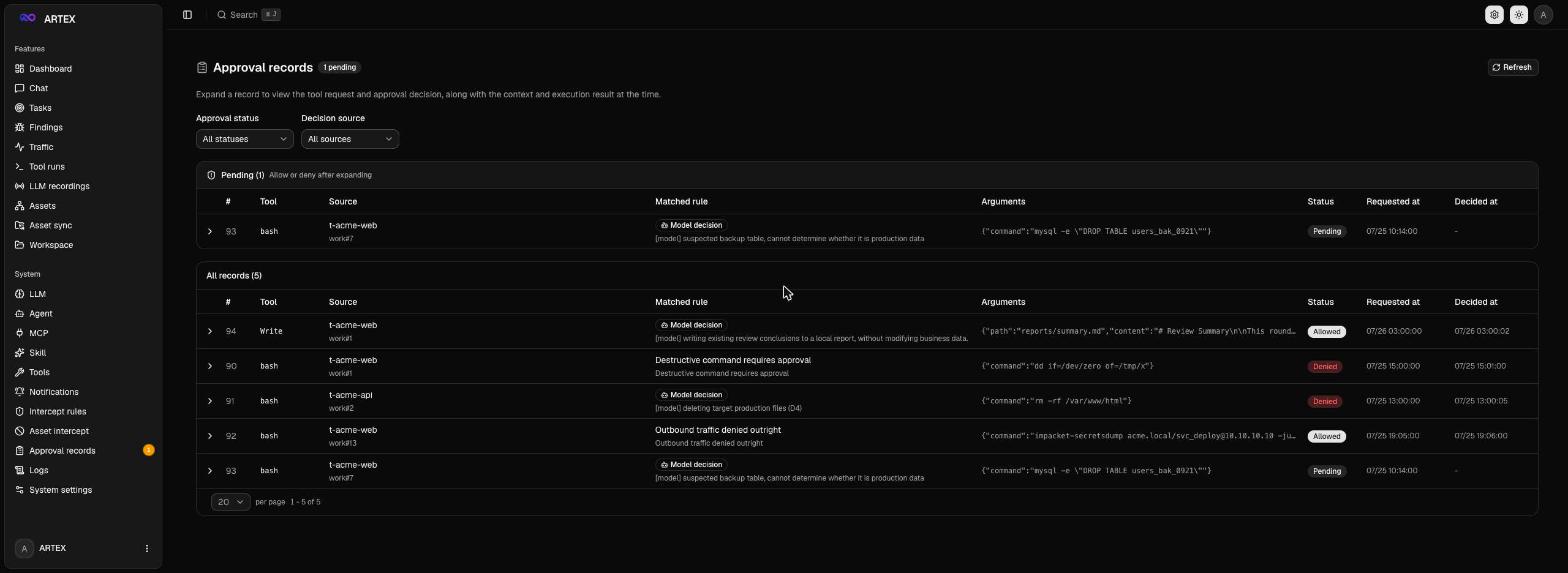 ARTEX
Search ⌘ J
A
Features
Dashboard
Chat
Tasks
Findings
Traffic
Tool runs
LLM recordings
Assets
Asset sync
Workspace
System
LLM
Agent
MCP
Skill
Tools
Notifications
Intercept rules
Asset intercept
Approval records 1
Logs
System settings
A ARTEX
Approval records 1 pending
Refresh
Expand a record to view the tool request and approval decision, along with the context and execution result at the time.
Approval status Decision source
All statuses All sources
Pending (1) Allow or deny after expanding
# Tool Source Matched rule Arguments Status Requested at Decided at
93 bash t-acme-web work#7 Model decision [model] suspected backup table, cannot determine whether it is production data {"command":"mysql -e \"DROP TABLE users_bak_0921\""} Pending 07/25 10:14:00 -
All records (5)
# Tool Source Matched rule Arguments Status Requested at Decided at
94 Write t-acme-web work#1 Model decision [model] writing existing review conclusions to a local report, without modifying business data. {"path":"reports/summary.md","content":"# Review Summary\n\nThis round… Allowed 07/26 03:00:00 07/26 03:00:02
90 bash t-acme-web work#1 Destructive command requires approval Destructive command requires approval {"command":"dd if=/dev/zero of=/tmp/x"} Denied 07/25 15:00:00 07/25 15:01:00
91 bash t-acme-api work#2 Model decision [model] deleting target production files (D4) {"command":"rm -rf /var/www/html"} Denied 07/25 13:00:00 07/25 13:00:05
92 bash t-acme-web work#13 Outbound traffic denied outright Outbound traffic denied outright {"command":"impacket-secretsdump acme.local/svc_deploy@10.10.10.10 -ju… Allowed 07/25 19:05:00 07/25 19:06:00
93 bash t-acme-web work#7 Model decision [model] suspected backup table, cannot determine whether it is production data {"command":"mysql -e \"DROP TABLE users_bak_0921\""} Pending 07/25 10:14:00 -
20 per page 1 - 5 of 5